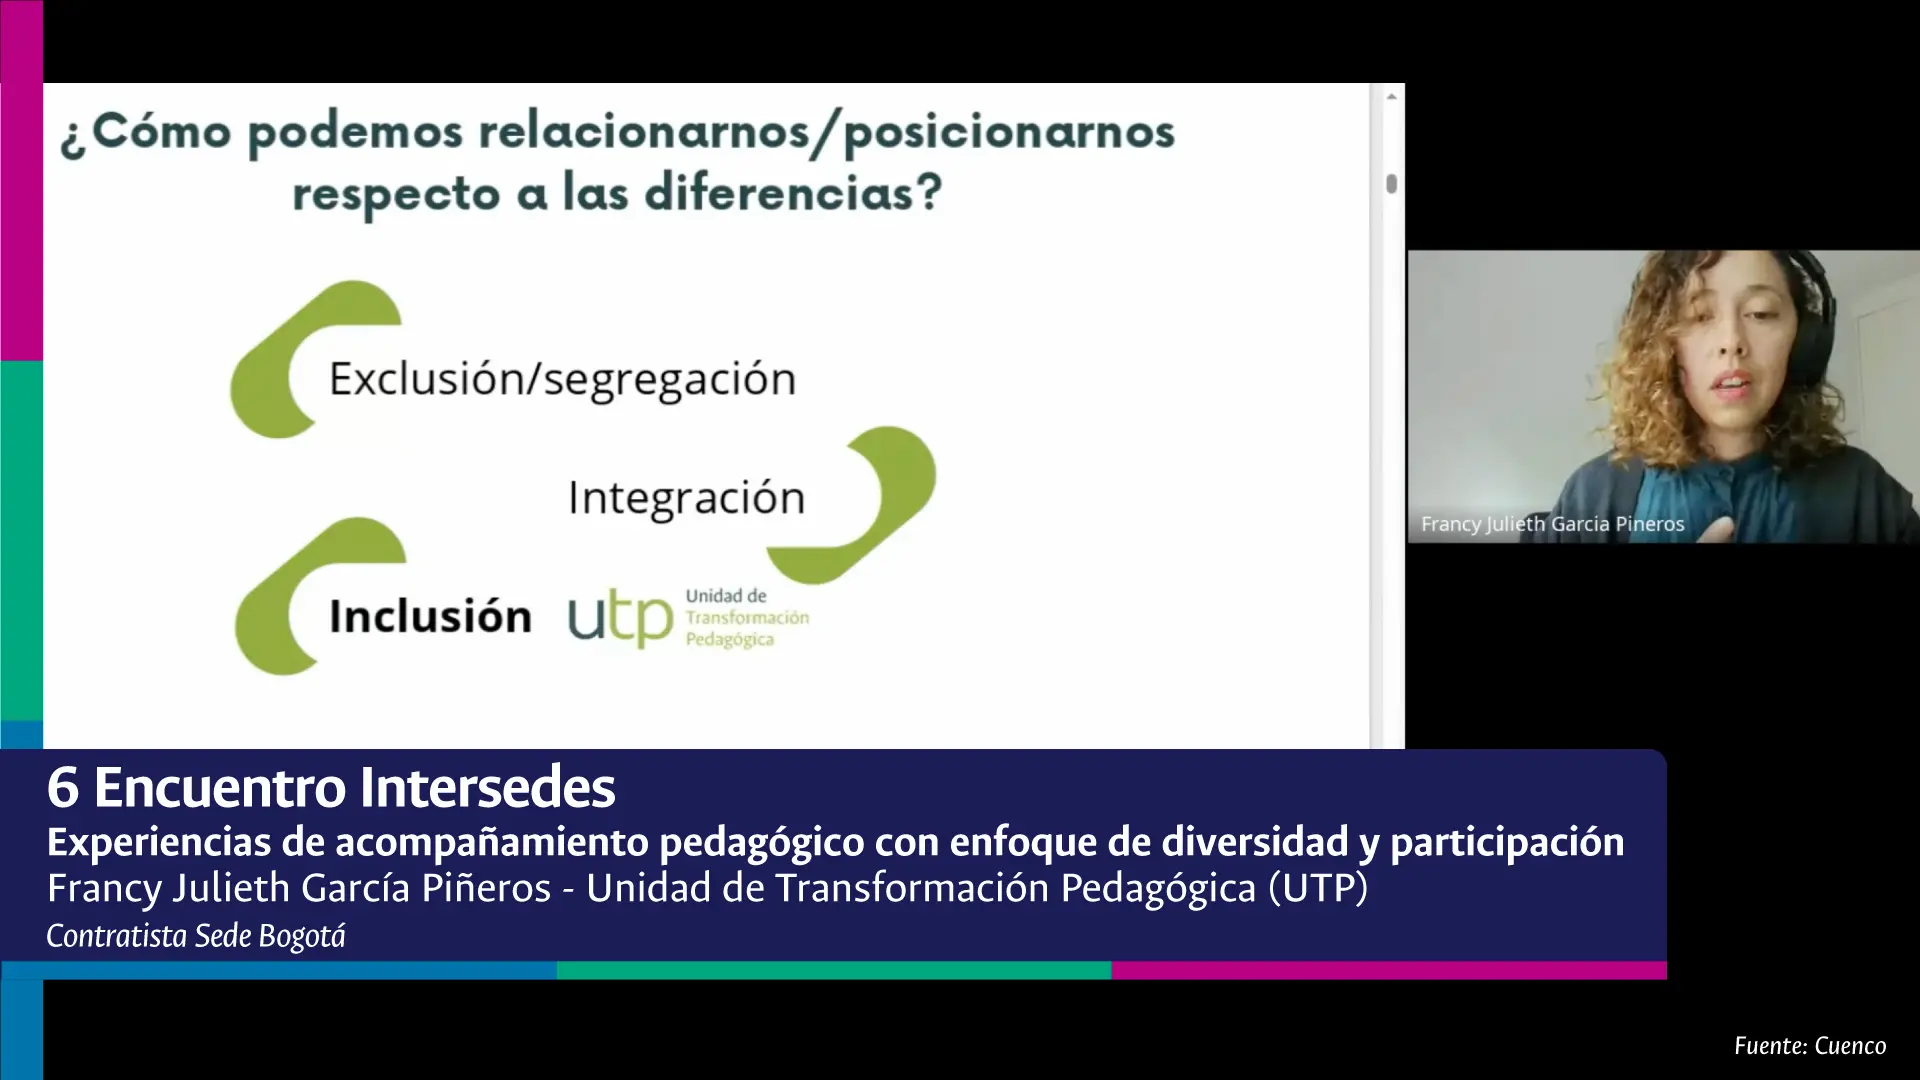 ¿Cómo podemos relacionarnos/posicionarnos
respecto a las diferencias?
Exclusión/segregación
Integración
Inclusión
utp
Unidad de
Transformación
Pedagógica
Francy Julieth Garcia Pineros
6 Encuentro Intersedes
Experiencias de acompañamiento pedagógico con enfoque de diversidad y participación
Francy Julieth García Piñeros - Unidad de Transformación Pedagógica (UTP)
Contratista Sede Bogotá
Fuente: Cuenco